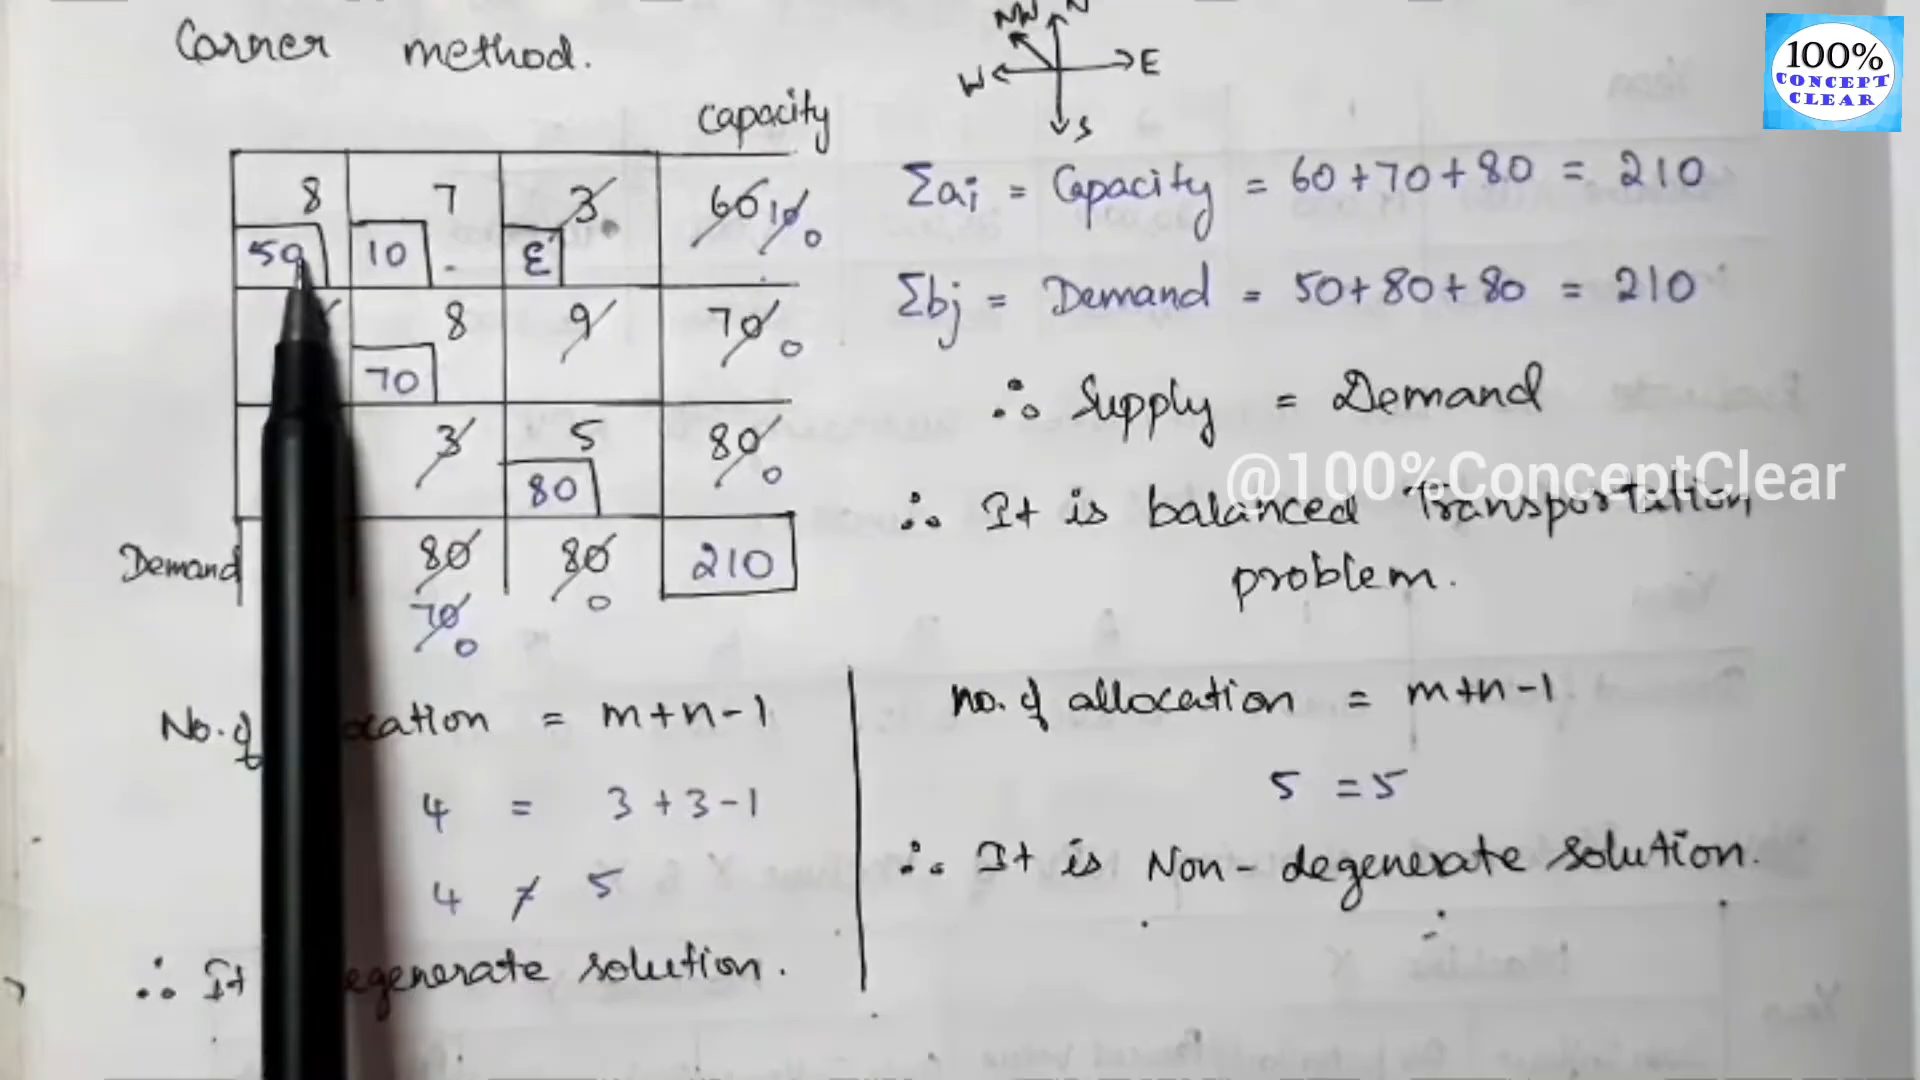 Corner method.
NW N
W E
S
100%
CONCEPT
CLEAR
capacity
8 7 3 60 10 0
50 10 ε
8 9 70 0
70
3 5 80 0
80
Demand 80 80 210
70 0 0
Σai = Capacity = 60+70+80 = 210
Σbj = Demand = 50+80+80 = 210
∴ Supply = Demand
@100%ConceptClear
∴ It is balanced Transportation
problem.
No. of = m+n-1
4 = 3+3-1
4 ≠ 5
∴ It solution.
no. of allocation = m+n-1
5 = 5
∴ It is Non-degenerate solution.